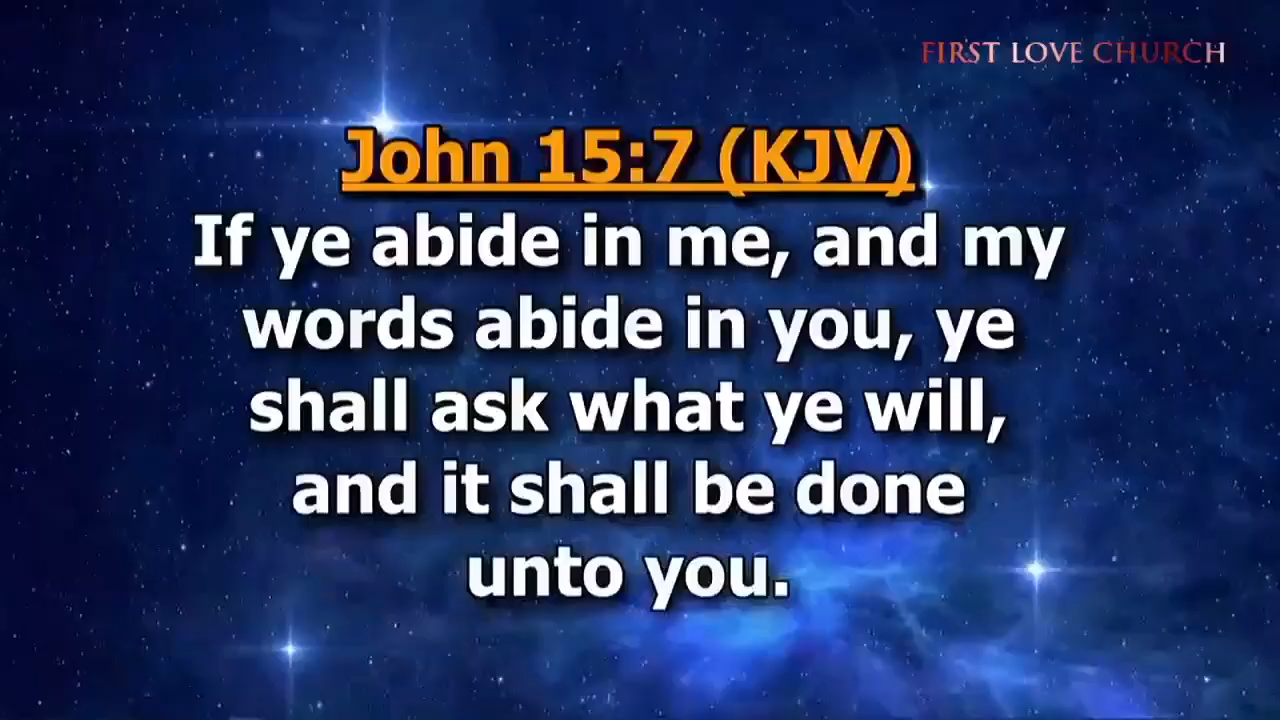 FIRST LOVE CHURCH
John 15:7 (KJV)
If ye abide in me, and my
words abide in you, ye
shall ask what ye will,
and it shall be done
unto you.